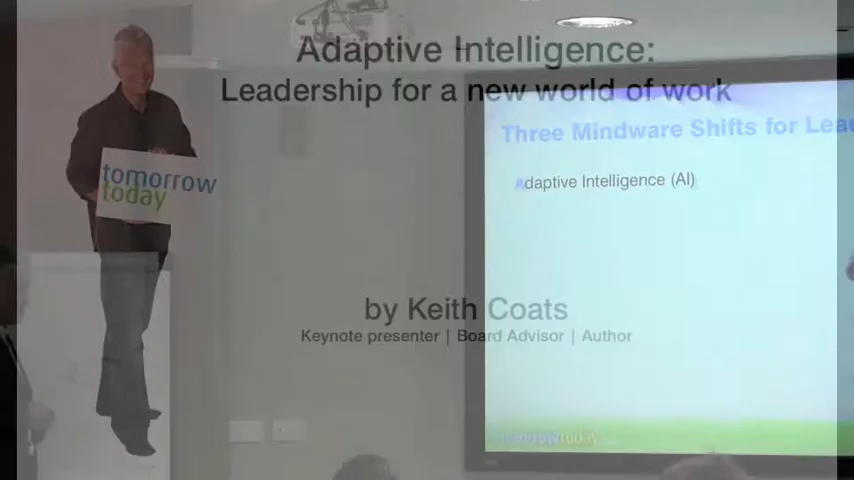 Adaptive Intelligence:
Leadership for a new world of work
tomorrow
today
Three Mindware Shifts for Lea
Adaptive Intelligence (AI)
by Keith Coats
Keynote presenter | Board Advisor | Author
tomorrowtoday